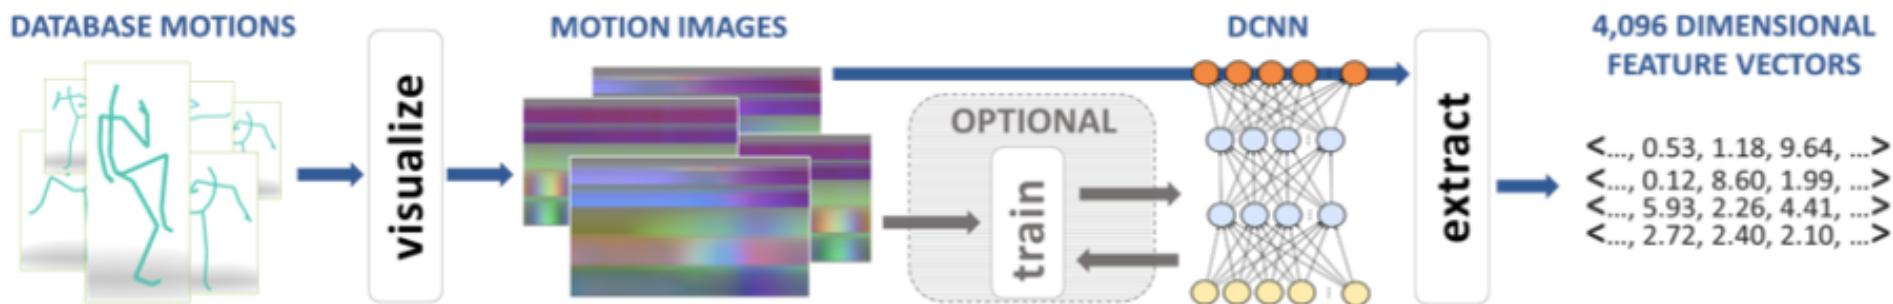 DATABASE MOTIONS
visualize
MOTION IMAGES
OPTIONAL
train
DCNN
extract
4,096 DIMENSIONAL
FEATURE VECTORS
<..., 0.53, 1.18, 9.64, ...>
<..., 0.12, 8.60, 1.99, ...>
<..., 5.93, 2.26, 4.41, ...>
<..., 2.72, 2.40, 2.10, ...>